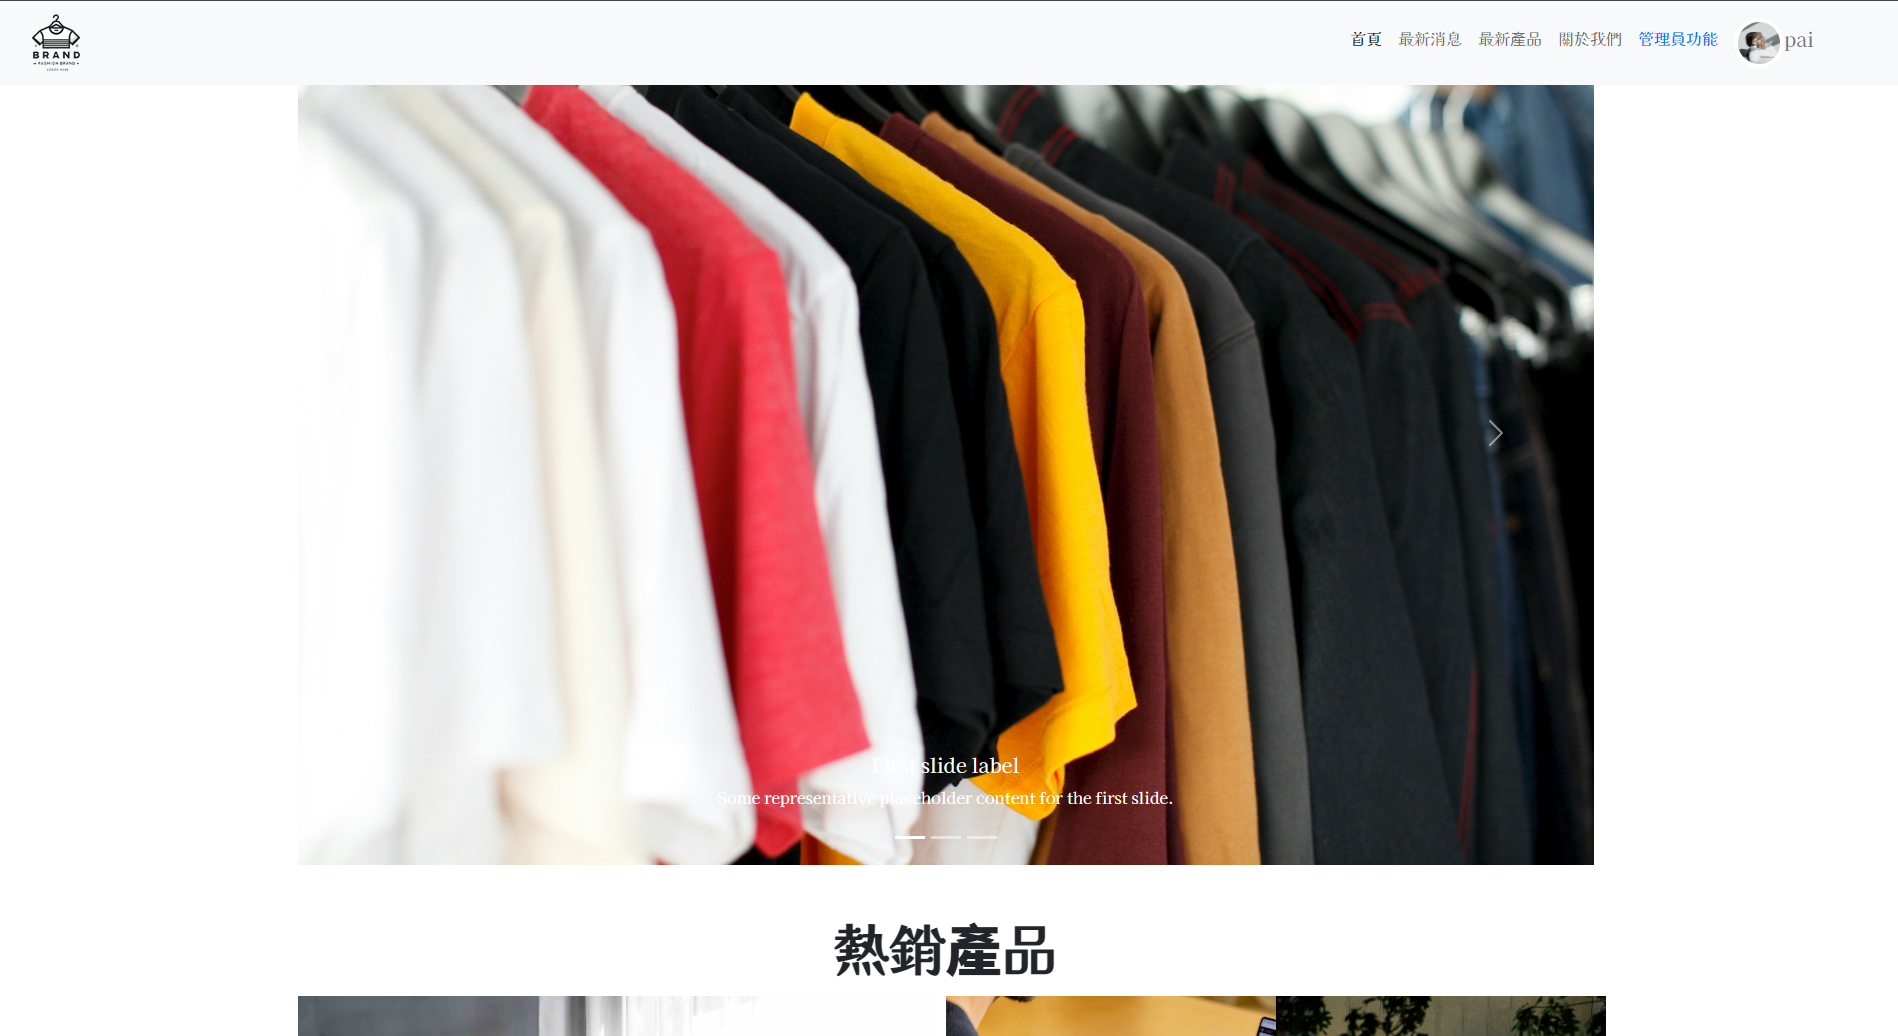 BRAND
FASHION BRAND
首頁 最新消息 最新產品 關於我們 管理員功能 pai
First slide label
Some representative placeholder content for the first slide.
熱銷產品